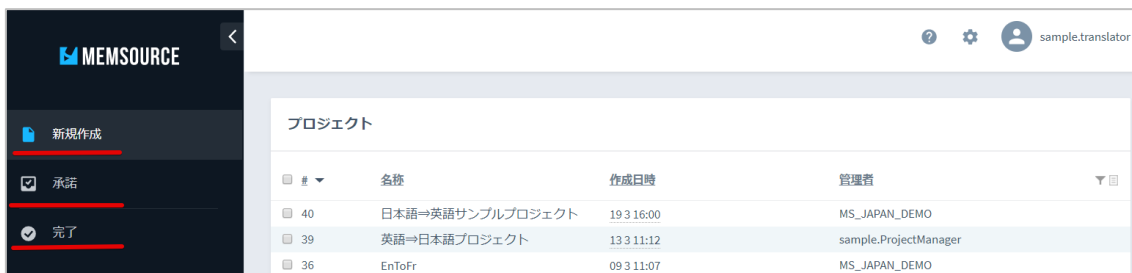 MEMSOURCE
sample.translator
新規作成
承諾
完了
プロジェクト
# 名称 作成日時 管理者
40 日本語⇒英語サンプルプロジェクト 19 3 16:00 MS_JAPAN_DEMO
39 英語⇒日本語プロジェクト 13 3 11:12 sample.ProjectManager
36 EnToFr 09 3 11:07 MS_JAPAN_DEMO